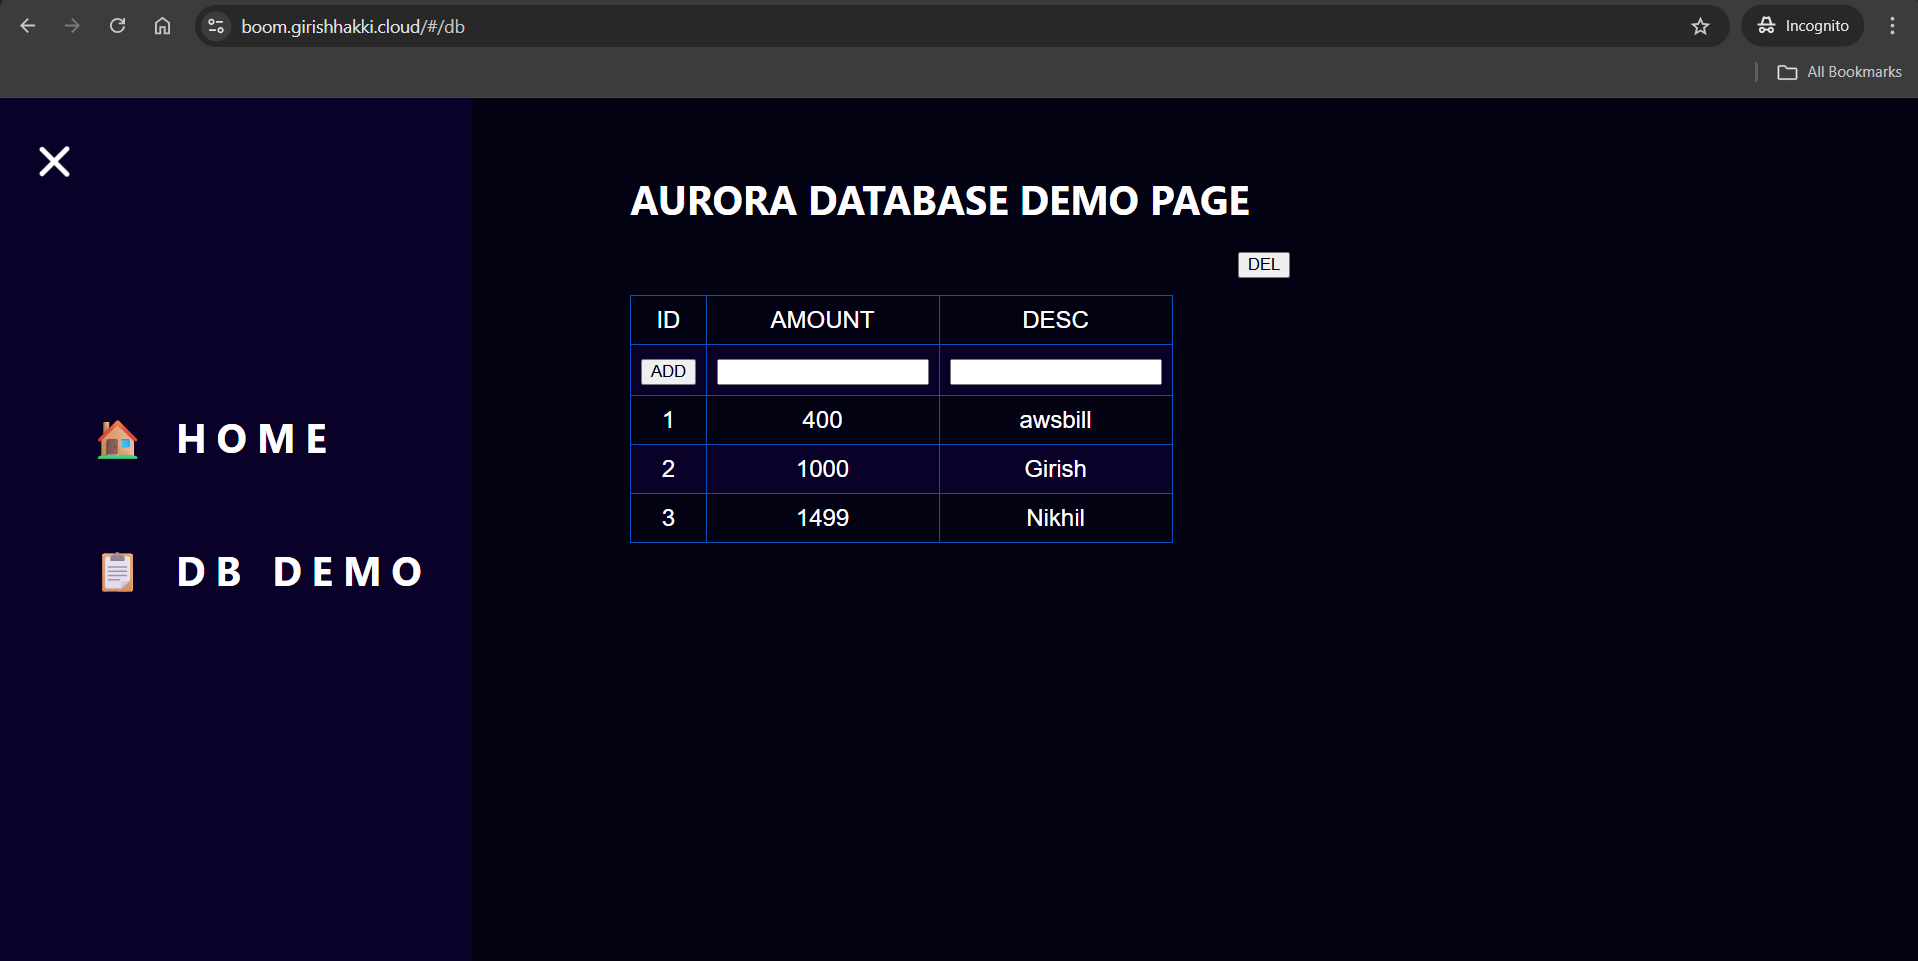 boom.girishhakki.cloud/#/db
Incognito
All Bookmarks
HOME
DB DEMO
AURORA DATABASE DEMO PAGE
DEL
ID AMOUNT DESC
ADD
1 400 awsbill
2 1000 Girish
3 1499 Nikhil